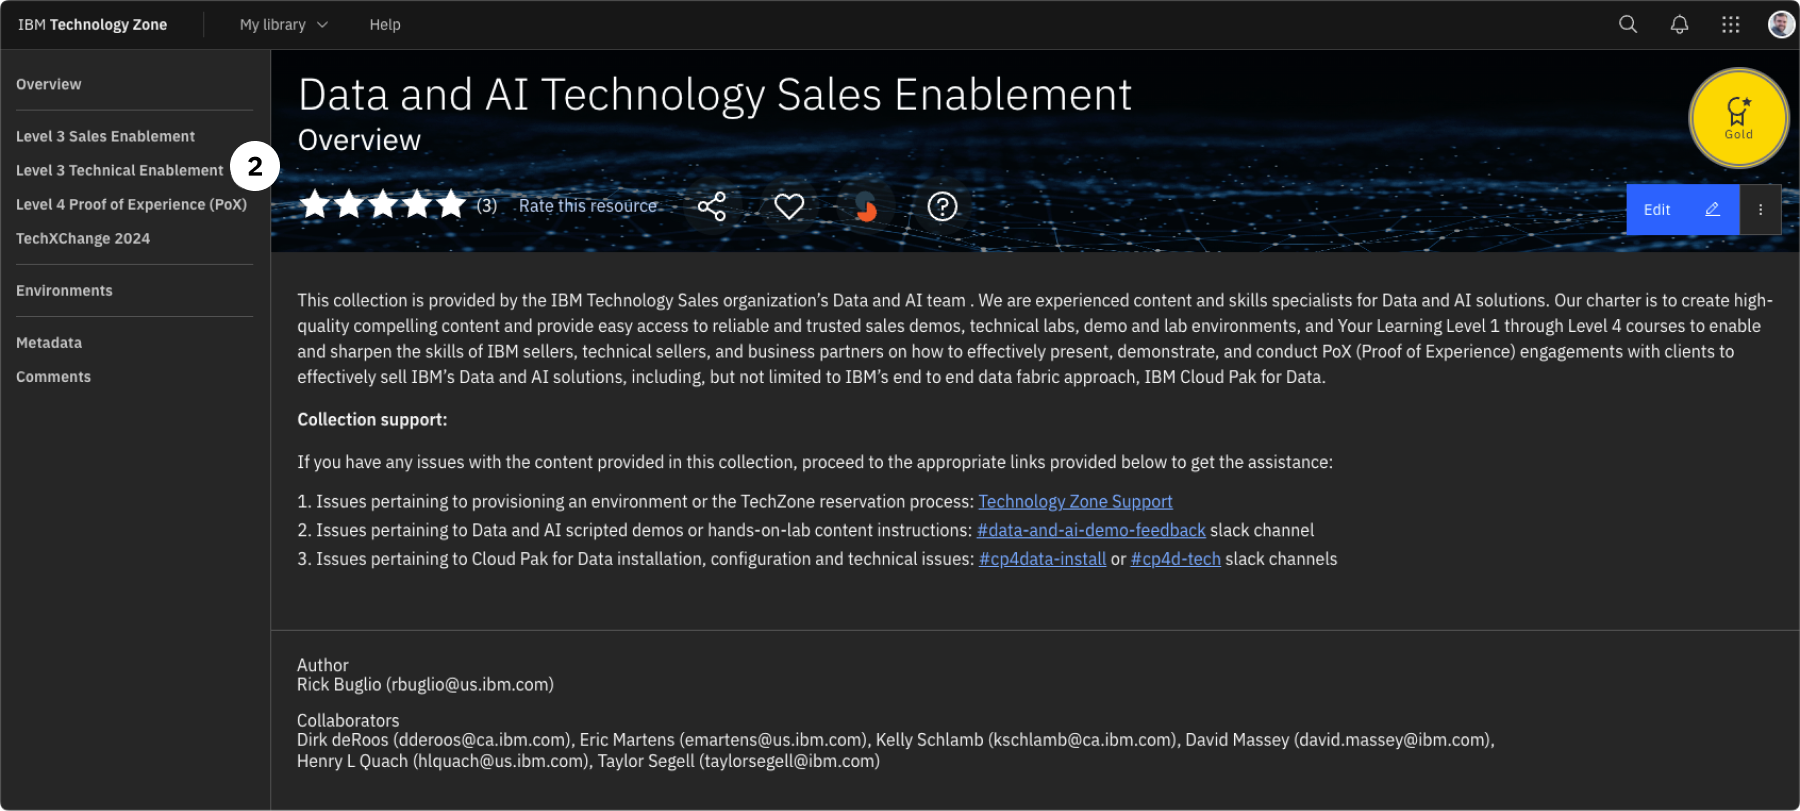 IBM Technology Zone
My library
Help
Overview
Level 3 Sales Enablement
Level 3 Technical Enablement
2
Level 4 Proof of Experience (PoX)
TechXChange 2024
Environments
Metadata
Comments
Data and AI Technology Sales Enablement
Overview
Gold
(3) Rate this resource
Edit
This collection is provided by the IBM Technology Sales organization’s Data and AI team . We are experienced content and skills specialists for Data and AI solutions. Our charter is to create high-
quality compelling content and provide easy access to reliable and trusted sales demos, technical labs, demo and lab environments, and Your Learning Level 1 through Level 4 courses to enable
and sharpen the skills of IBM sellers, technical sellers, and business partners on how to effectively present, demonstrate, and conduct PoX (Proof of Experience) engagements with clients to
effectively sell IBM’s Data and AI solutions, including, but not limited to IBM’s end to end data fabric approach, IBM Cloud Pak for Data.
Collection support:
If you have any issues with the content provided in this collection, proceed to the appropriate links provided below to get the assistance:
1. Issues pertaining to provisioning an environment or the TechZone reservation process: Technology Zone Support
2. Issues pertaining to Data and AI scripted demos or hands-on-lab content instructions: #data-and-ai-demo-feedback slack channel
3. Issues pertaining to Cloud Pak for Data installation, configuration and technical issues: #cp4data-install or #cp4d-tech slack channels
Author
Rick Buglio (rbuglio@us.ibm.com)
Collaborators
Dirk deRoos (dderoos@ca.ibm.com), Eric Martens (emartens@us.ibm.com), Kelly Schlamb (kschlamb@ca.ibm.com), David Massey (david.massey@ibm.com),
Henry L Quach (hlquach@us.ibm.com), Taylor Segell (taylorsegell@ibm.com)